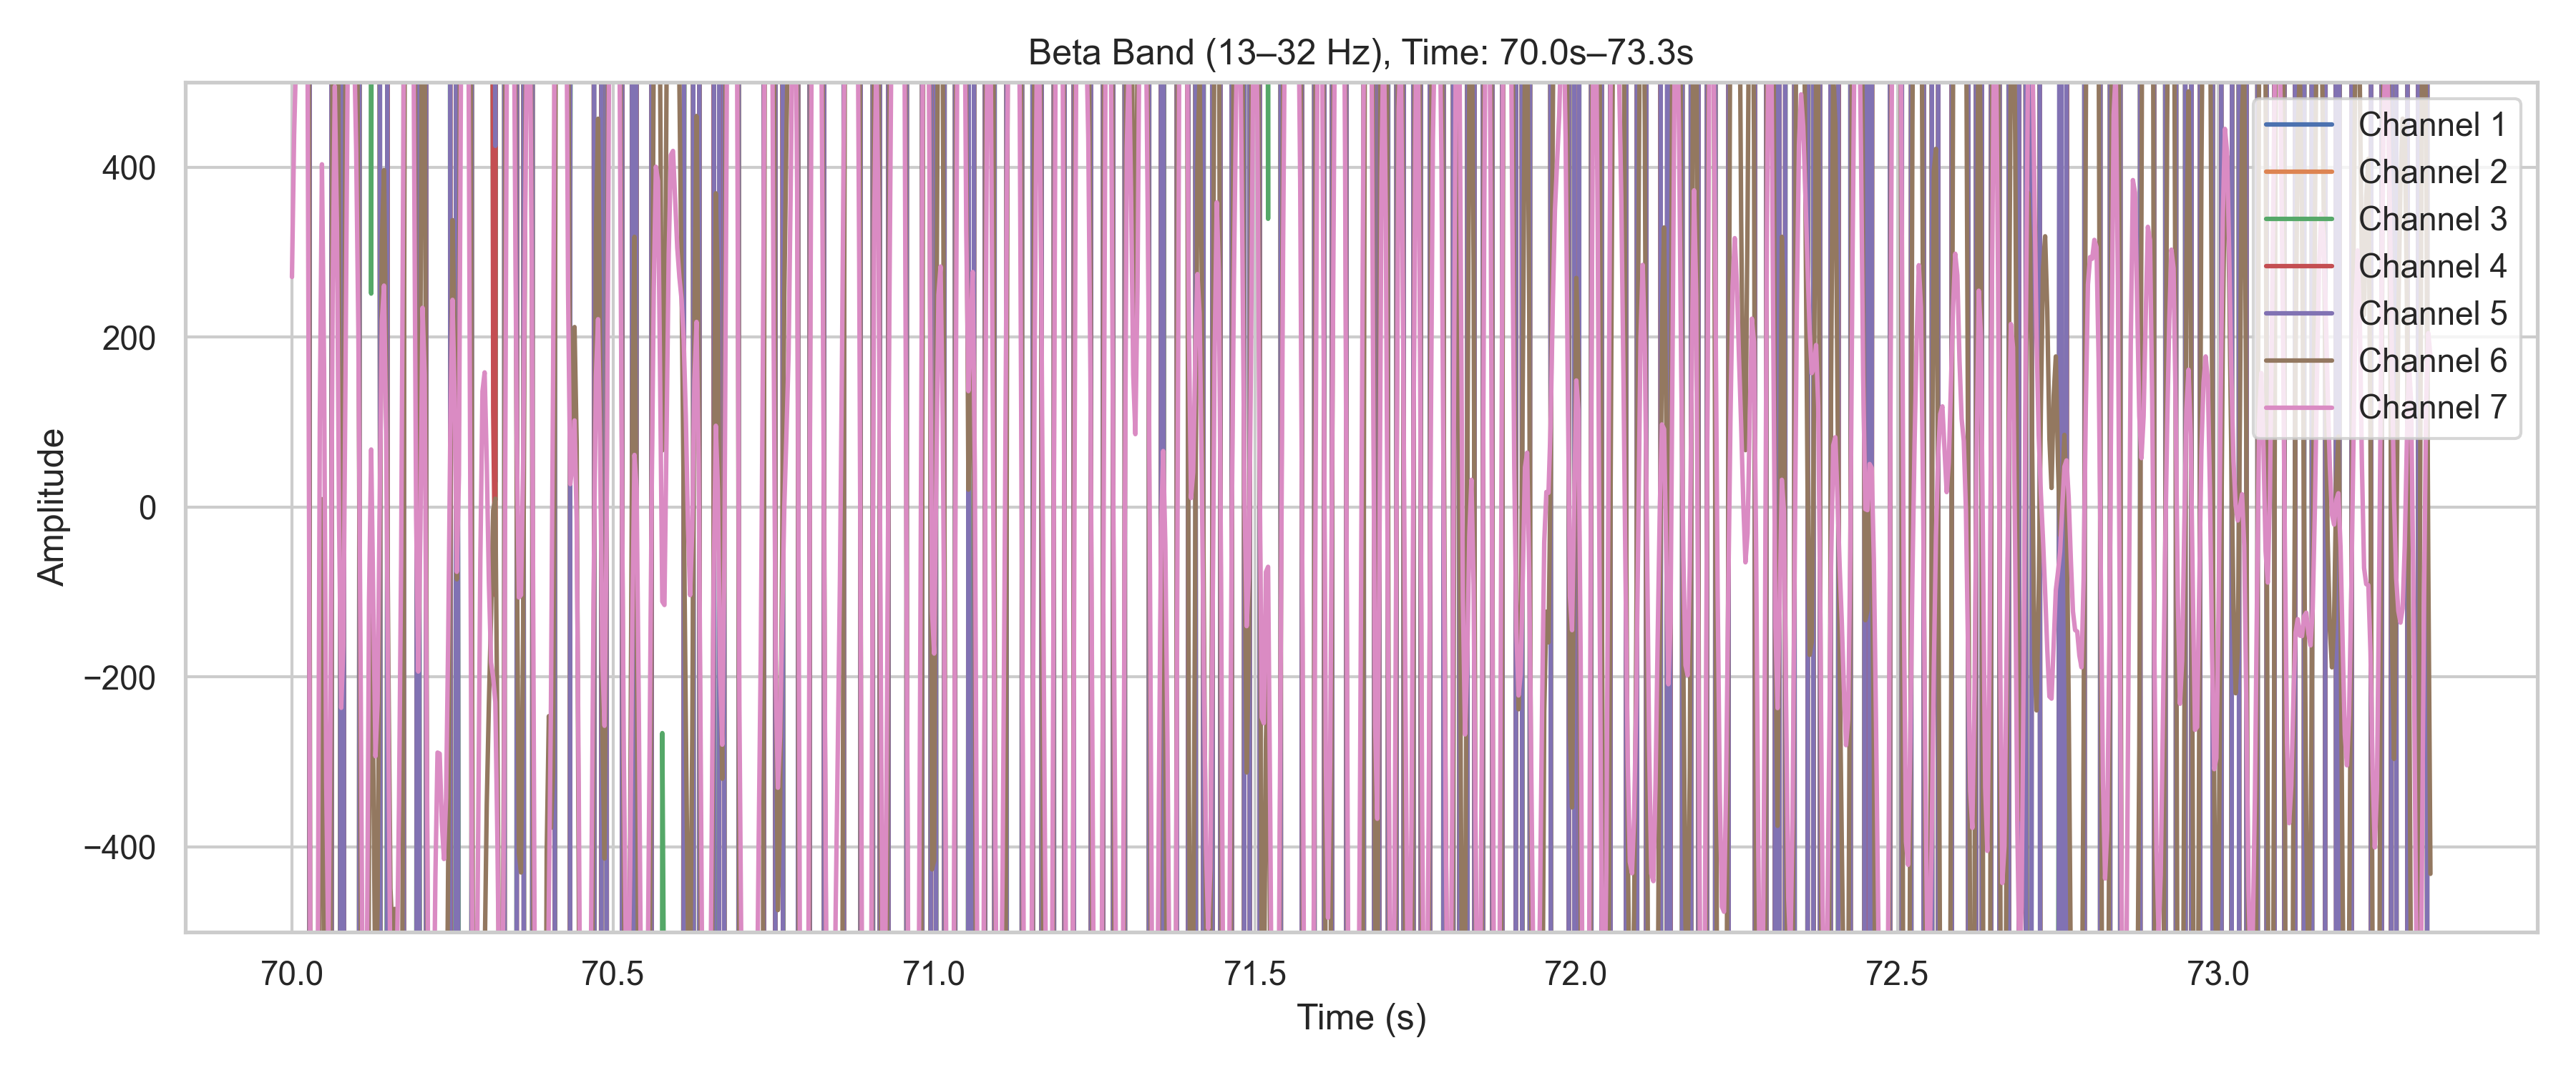 Beta Band (13–32 Hz), Time: 70.0s–73.3s
Amplitude
400
200
0
−200
−400
70.0 70.5 71.0 71.5 72.0 72.5 73.0
Time (s)
Channel 1
Channel 2
Channel 3
Channel 4
Channel 5
Channel 6
Channel 7